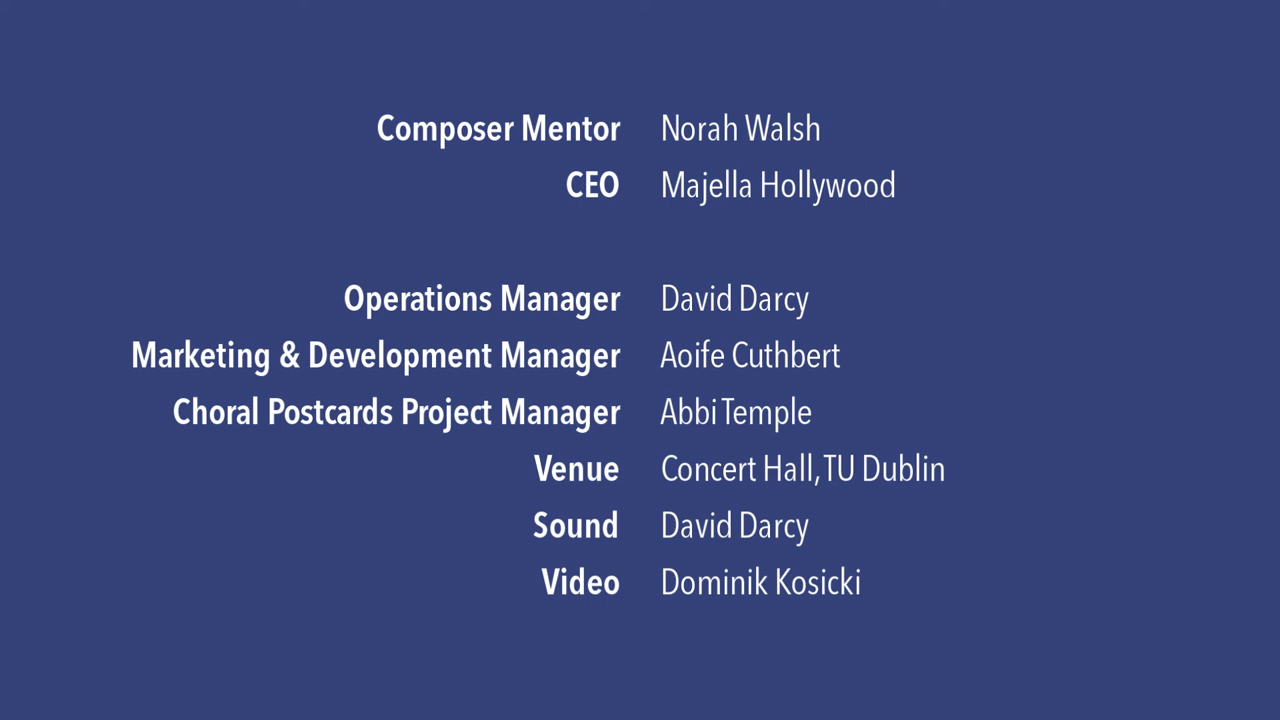 Composer Mentor Norah Walsh
CEO Majella Hollywood
Operations Manager David Darcy
Marketing & Development Manager Aoife Cuthbert
Choral Postcards Project Manager Abbi Temple
Venue Concert Hall, TU Dublin
Sound David Darcy
Video Dominik Kosicki